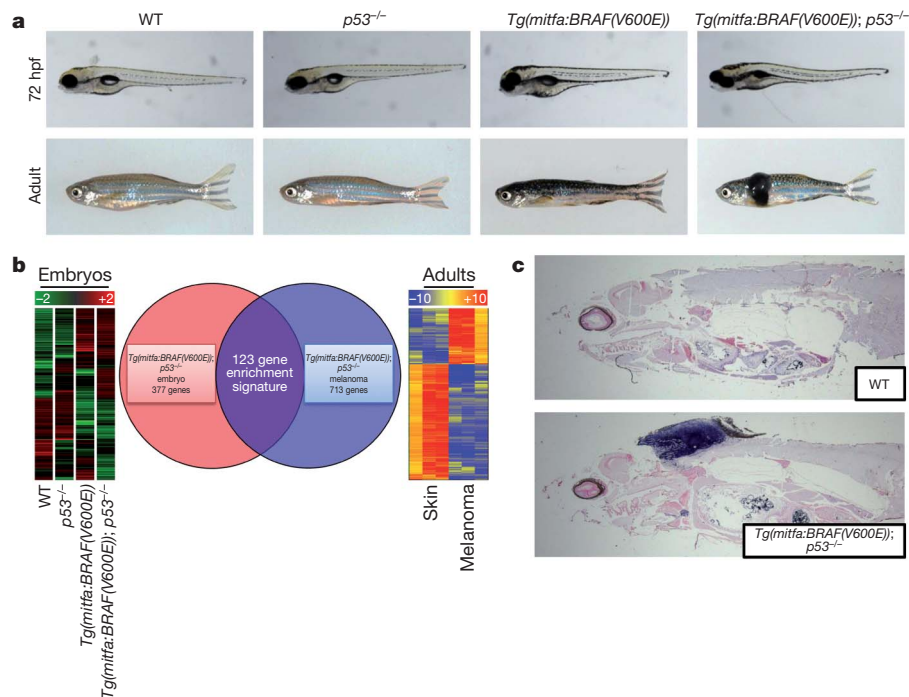 a
WT
p53–/–
Tg(mitfa:BRAF(V600E))
Tg(mitfa:BRAF(V600E)); p53–/–
72 hpf
Adult
b
Embryos
–2
+2
WT
p53–/–
Tg(mitfa:BRAF(V600E))
Tg(mitfa:BRAF(V600E)); p53–/–
Tg(mitfa:BRAF(V600E));
p53–/–
embryo
377 genes
123 gene
enrichment
signature
Tg(mitfa:BRAF(V600E));
p53–/–
melanoma
713 genes
Adults
–10
+10
Skin
Melanoma
c
WT
Tg(mitfa:BRAF(V600E));
p53–/–